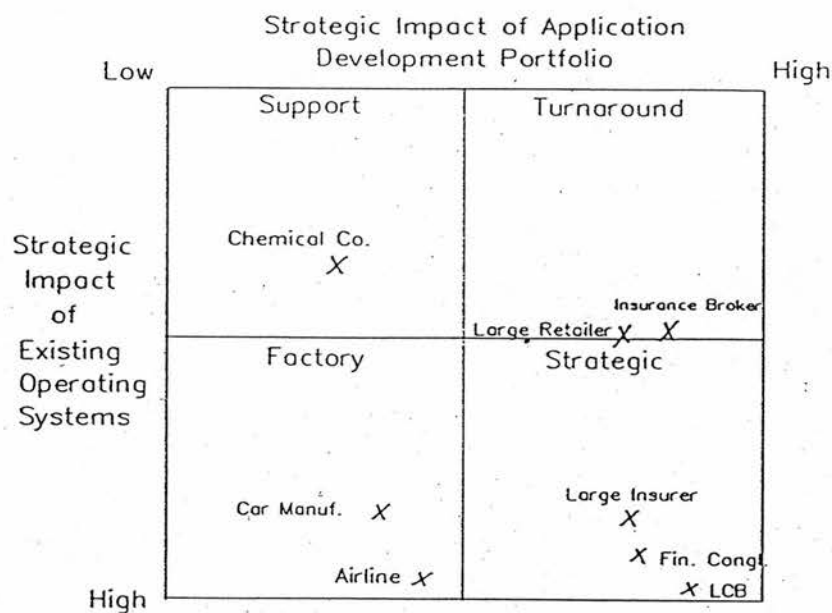 Strategic Impact of Application
Development Portfolio
Low
High
Support
Turnaround
Chemical Co.
X
Strategic
Impact
of
Existing
Operating
Systems
Insurance Broker
Large Retailer X X
Factory
Strategic
Car Manuf. X
Large Insurer
X
X Fin. Congl.
Airline X
X LCB
High